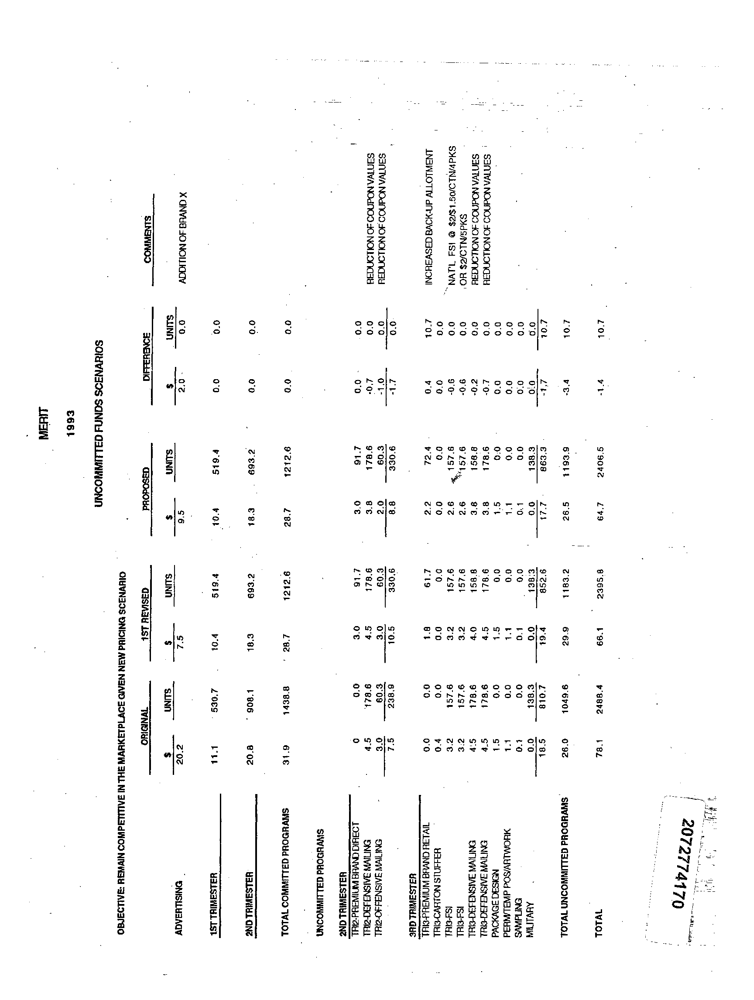 MERIT
1993
UNCOMMITTED FUNDS SCENARIOS
OBJECTIVE: REMAIN COMPETITIVE IN THE MARKETPLACE GIVEN NEW PRICING SCENARIO
ORIGINAL 1ST REVISED PROPOSED DIFFERENCE COMMENTS
$ UNITS $ UNITS $ UNITS $ UNITS
ADVERTISING 20.2 7.5 9.5 2.0 0.0 ADDITION OF BRAND X
1ST TRIMESTER 11.1 530.7 10.4 519.4 10.4 519.4 0.0 0.0
2ND TRIMESTER 20.8 908.1 18.3 693.2 18.3 693.2 0.0 0.0
TOTAL COMMITTED PROGRAMS 31.9 1438.8 28.7 1212.6 28.7 1212.6 0.0 0.0
UNCOMMITTED PROGRAMS
2ND TRIMESTER
TRI2-PREMIUM BRAND DIRECT 0 0.0 3.0 91.7 3.0 91.7 0.0 0.0
TRI2-DEFENSIVE MAILING 4.5 178.6 4.5 178.6 3.8 178.6 -0.7 0.0 REDUCTION OF COUPON VALUES
TRI2-OFFENSIVE MAILING 3.0 60.3 3.0 60.3 2.0 60.3 -1.0 0.0 REDUCTION OF COUPON VALUES
7.5 238.9 10.5 330.6 8.8 330.6 -1.7 0.0
3RD TRIMESTER
TRI3-PREMIUM BRAND RETAIL 0.0 0.0 1.8 61.7 2.2 72.4 0.4 10.7 INCREASED BACK-UP ALLOTMENT
TRI3-CARTON STUFFER 0.4 0.0 0.0 0.0 0.0 0.0 0.0 0.0
TRI3-FSI 3.2 157.6 3.2 157.6 2.6 157.6 -0.6 0.0 NAT'L FSI @ $2/$1.50/CTN/4PKS
TRI3-FSI 3.2 157.6 3.2 157.6 2.6 157.6 -0.6 0.0 OR $2/CTN/5PKS
TRI3-DEFENSIVE MAILING 4.5 178.6 4.0 158.8 3.8 158.8 -0.2 0.0 REDUCTION OF COUPON VALUES
TRI3-DEFENSIVE MAILING 4.5 178.6 4.5 178.6 3.8 178.6 -0.7 0.0 REDUCTION OF COUPON VALUES
PACKAGE DESIGN 1.5 0.0 1.5 0.0 1.5 0.0 0.0 0.0
PERM/TEMP POS/ARTWORK 1.1 0.0 1.1 0.0 1.1 0.0 0.0 0.0
SAMPLING 0.1 0.0 0.1 0.0 0.1 0.0 0.0 0.0
MILITARY 0.0 138.3 0.0 138.3 0.0 138.3 0.0 0.0
18.5 810.7 19.4 852.6 17.7 863.3 -1.7 10.7
TOTAL UNCOMMITTED PROGRAMS 26.0 1049.6 29.9 1183.2 26.5 1193.9 -3.4 10.7
TOTAL 78.1 2488.4 66.1 2395.8 64.7 2406.5 -1.4 10.7
2072774170